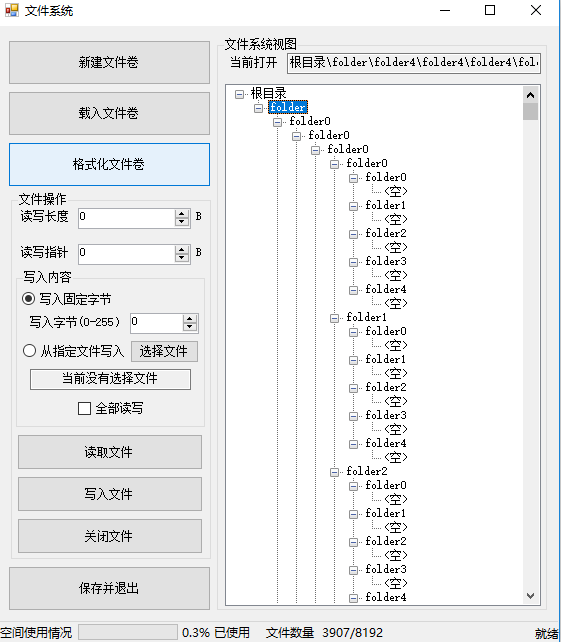 文件系统
新建文件卷
载入文件卷
格式化文件卷
文件操作
读写长度 0 B
读写指针 0 B
写入内容
写入固定字节
写入字节(0-255) 0
从指定文件写入 选择文件
当前没有选择文件
全部读写
读取文件
写入文件
关闭文件
保存并退出
文件系统视图
当前打开 根目录\folder\folder4\folder4\folder4\fol
根目录
folder
folder0
folder0
folder0
folder0
folder0
<空>
folder1
<空>
folder2
<空>
folder3
<空>
folder4
<空>
folder1
folder0
<空>
folder1
<空>
folder2
<空>
folder3
<空>
folder4
<空>
folder2
folder0
<空>
folder1
<空>
folder2
<空>
folder3
<空>
folder4
空间使用情况 0.3% 已使用 文件数量 3907/8192 就绪